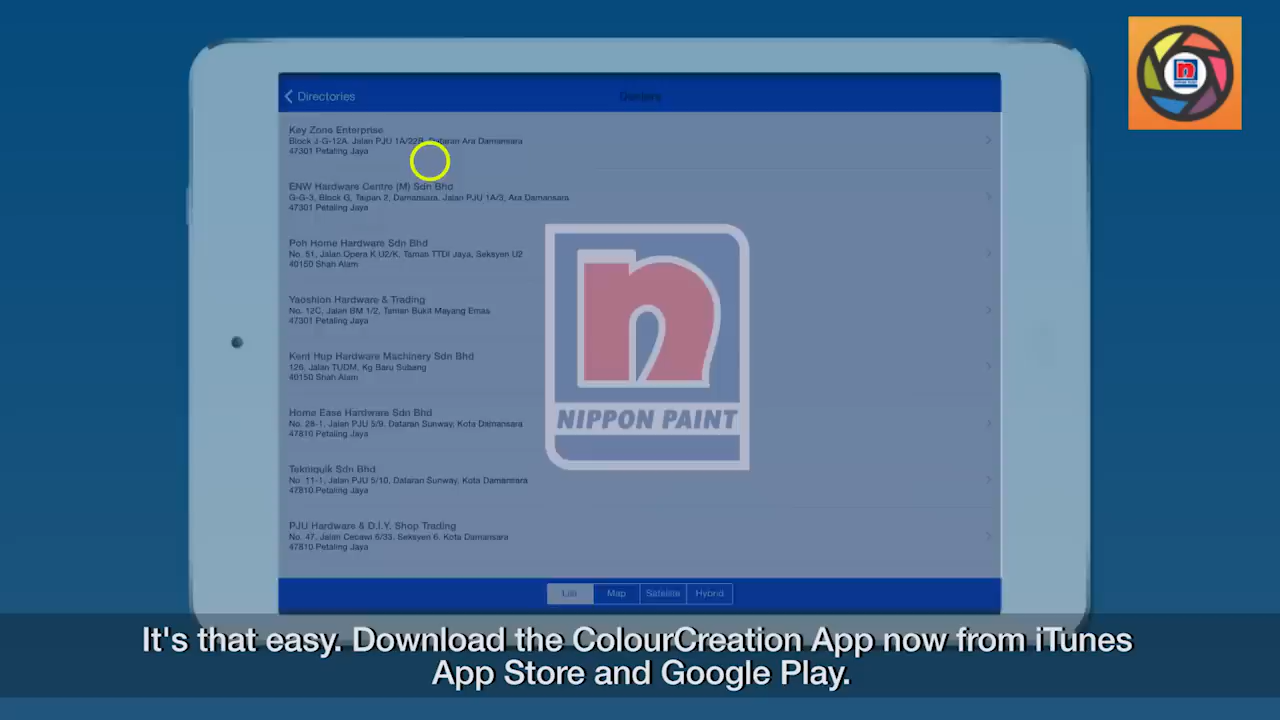 Directories
Dealers
Key Zone Enterprise
Block J-G-12A, Jalan PJU 1A/22B, Dataran Ara Damansara
47301 Petaling Jaya
ENW Hardware Centre (M) Sdn Bhd
G-G-3, Block G, Taipan 2, Damansara, Jalan PJU 1A/3, Ara Damansara
47301 Petaling Jaya
Poh Home Hardware Sdn Bhd
No. 51, Jalan Opera K U2/K, Taman TTDI Jaya, Seksyen U2
40150 Shah Alam
Yaoshion Hardware & Trading
No. 12C, Jalan BM 1/2, Taman Bukit Mayang Emas
47301 Petaling Jaya
Kent Hup Hardware Machinery Sdn Bhd
126, Jalan TUDM, Kg Baru Subang
40150 Shah Alam
Home Ease Hardware Sdn Bhd
No. 28-1, Jalan PJU 5/9, Dataran Sunway, Kota Damansara
47810 Petaling Jaya
Tekniquik Sdn Bhd
No. 11-1, Jalan PJU 5/10, Dataran Sunway, Kota Damansara
47810 Petaling Jaya
PJU Hardware & D.I.Y. Shop Trading
No. 47, Jalan Cecawi 6/33, Seksyen 6, Kota Damansara
47810 Petaling Jaya
n
NIPPON PAINT
List Map Satellite Hybrid
It's that easy. Download the ColourCreation App now from iTunes
App Store and Google Play.